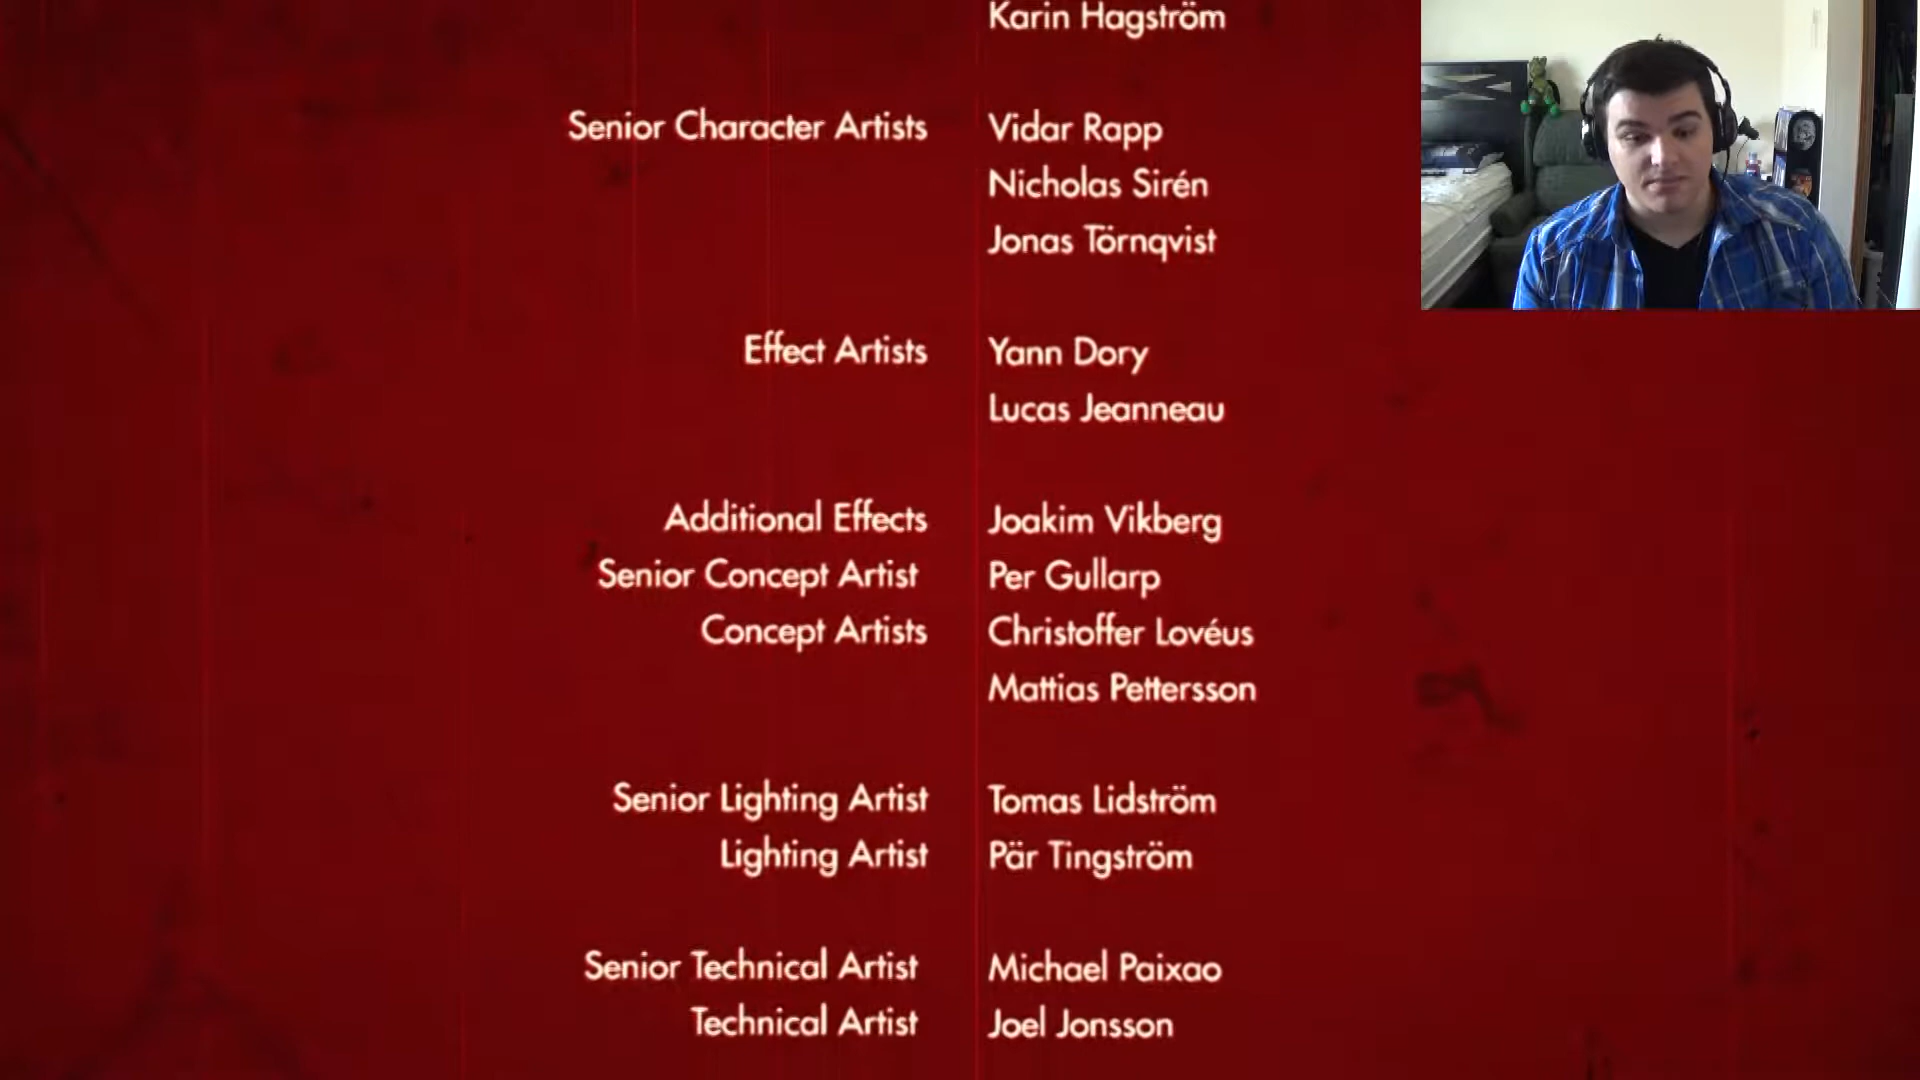 Karin Hagström
Senior Character Artists Vidar Rapp
Nicholas Sirén
Jonas Törnqvist
Effect Artists Yann Dory
Lucas Jeanneau
Additional Effects Joakim Vikberg
Senior Concept Artist Per Gullarp
Concept Artists Christoffer Lovéus
Mattias Pettersson
Senior Lighting Artist Tomas Lidström
Lighting Artist Pär Tingström
Senior Technical Artist Michael Paixao
Technical Artist Joel Jonsson